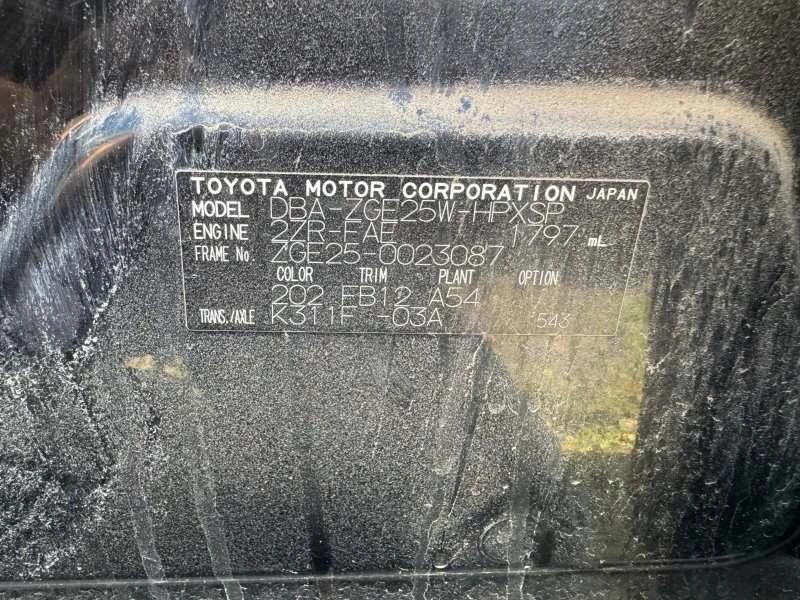 TOYOTA MOTOR CORPORATION JAPAN
MODEL DBA-ZGE25W-HPXSP
ENGINE 2ZR-FAE 1797 mL
FRAME No. ZGE25-0023087
COLOR TRIM PLANT OPTION
202 FB12 A54
TRANS./AXLE K311F -03A 543